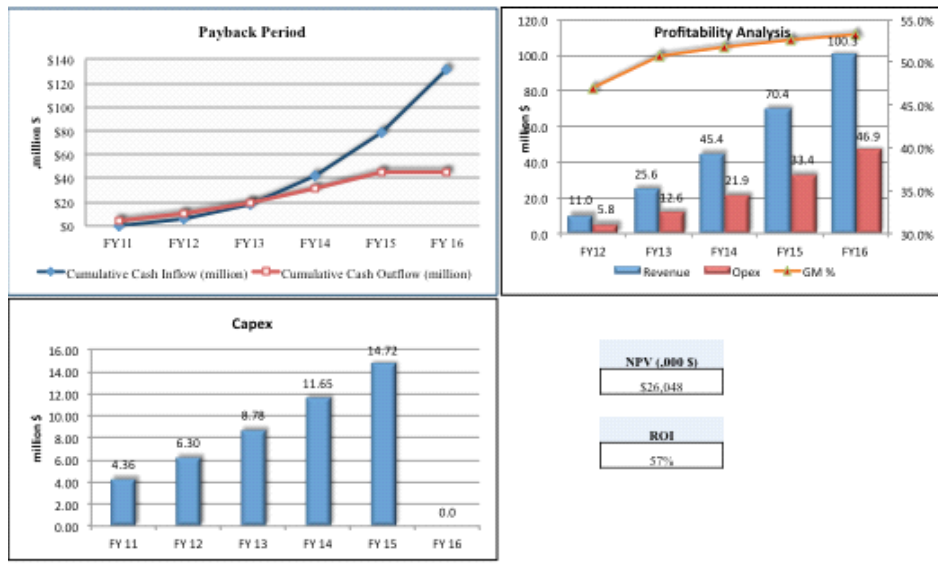 Payback Period
$140
$120
$100
$80
$60
$40
$20
$0
,million $
FY11 FY12 FY13 FY14 FY15 FY 16
Cumulative Cash Inflow (million) Cumulative Cash Outflow (million)
Profitability Analysis
120.0
100.0
80.0
60.0
40.0
20.0
0.0
million $
55.0%
50.0%
45.0%
40.0%
35.0%
30.0%
11.0 25.6 45.4 70.4 100.3
5.8 12.6 21.9 33.4 46.9
FY12 FY13 FY14 FY15 FY16
Revenue Opex GM %
Capex
16.00
14.00
12.00
10.00
8.00
6.00
4.00
2.00
0.00
million $
4.36 6.30 8.78 11.65 14.72 0.0
FY 11 FY 12 FY 13 FY 14 FY 15 FY 16
NPV (,000 $)
$26,048
ROI
57%